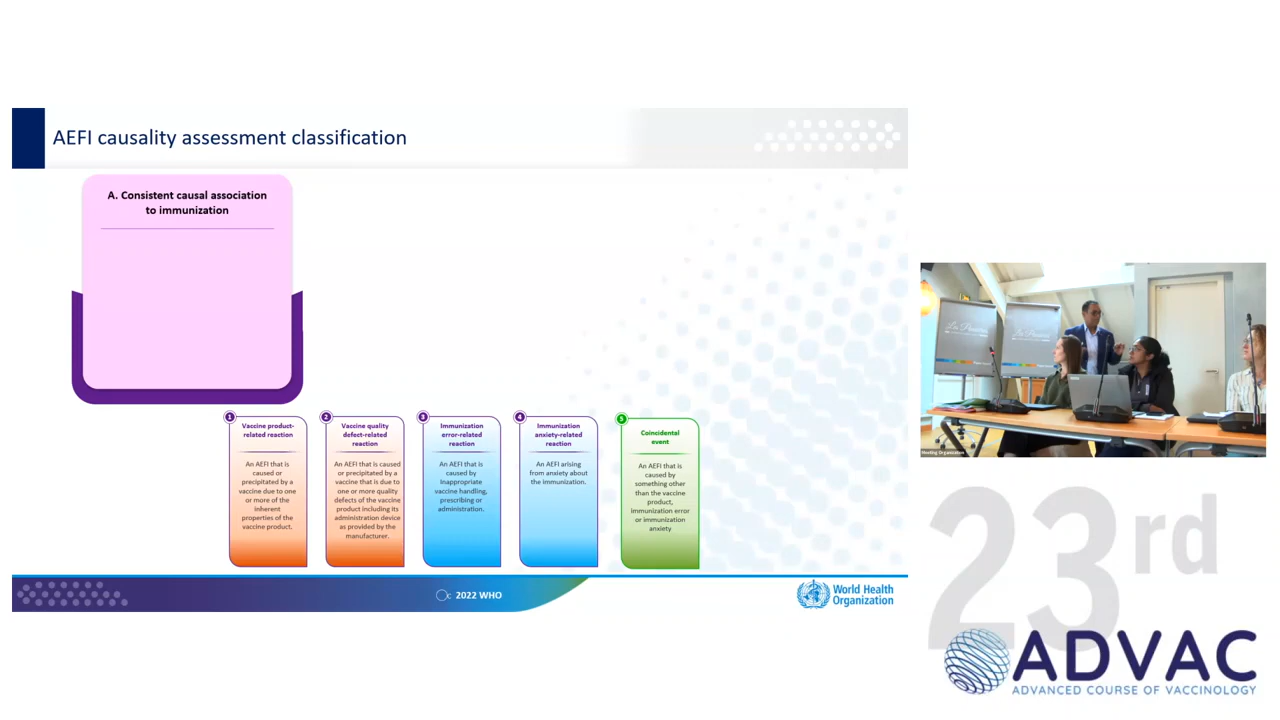 AEFI causality assessment classification
A. Consistent causal association
to immunization
1
Vaccine product-
related reaction
An AEFI that is
caused or
precipitated by a
vaccine due to one
or more of the
inherent
properties of the
vaccine product.
2
Vaccine quality
defect-related
reaction
An AEFI that is caused
or precipitated by a
vaccine that is due to
one or more quality
defects of the vaccine
product including its
administration device
as provided by the
manufacturer.
3
Immunization
error-related
reaction
An AEFI that is
caused by
Inappropriate
vaccine handling,
prescribing or
administration.
4
Immunization
anxiety-related
reaction
An AEFI arising
from anxiety about
the immunization.
5
Coincidental
event
An AEFI that is
caused by
something other
than the vaccine
product,
immunization error
or immunization
anxiety
2022 WHO
World Health
Organization
Meeting Organization
23rd
ADVAC
ADVANCED COURSE OF VACCINOLOGY